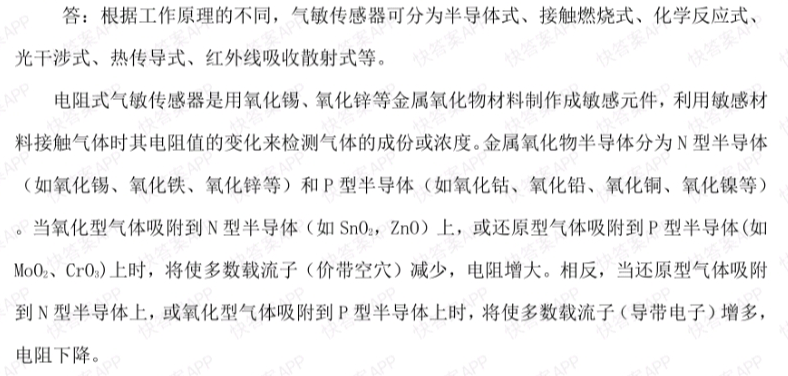 答：根据工作原理的不同，气敏传感器可分为半导体式、接触燃烧式、化学反应式、
光干涉式、热传导式、红外线吸收散射式等。
电阻式气敏传感器是用氧化锡、氧化锌等金属氧化物材料制作成敏感元件，利用敏感材
料接触气体时其电阻值的变化来检测气体的成份或浓度。金属氧化物半导体分为 N 型半导体
（如氧化锡、氧化铁、氧化锌等）和 P 型半导体（如氧化钴、氧化铅、氧化铜、氧化镍等）
。当氧化型气体吸附到 N 型半导体（如 SnO₂，ZnO）上，或还原型气体吸附到 P 型半导体(如
MoO₂、CrO₃)上时，将使多数载流子（价带空穴）减少，电阻增大。相反，当还原型气体吸附
到 N 型半导体上，或氧化型气体吸附到 P 型半导体上时，将使多数载流子（导带电子）增多，
电阻下降。
快答案APP